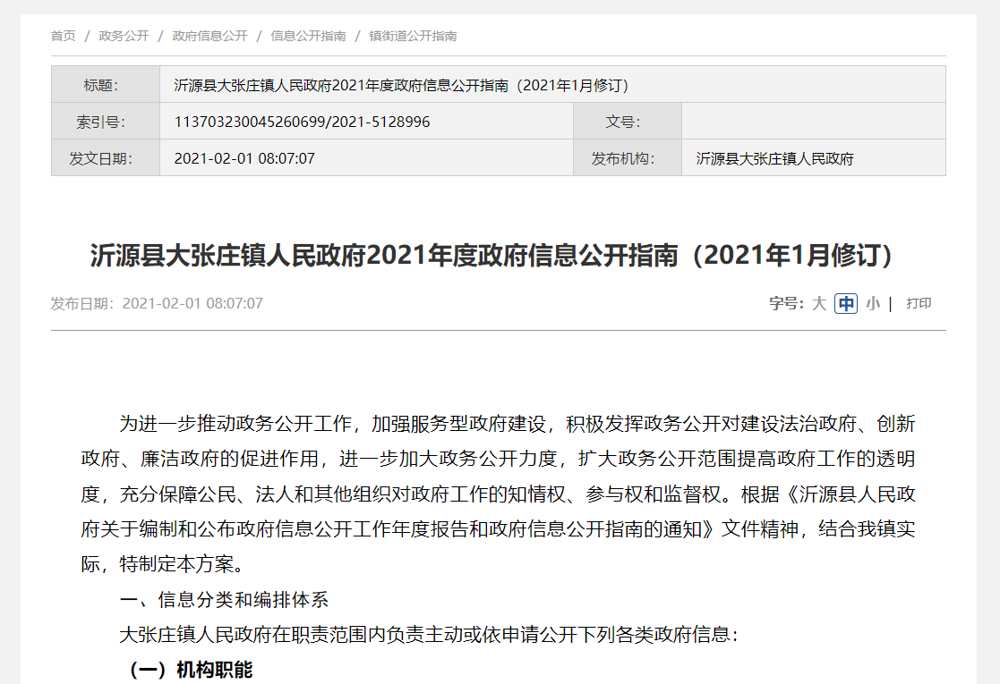 首页 / 政务公开 / 政府信息公开 / 信息公开指南 / 镇街道公开指南
标题： 沂源县大张庄镇人民政府2021年度政府信息公开指南（2021年1月修订）
索引号： 113703230045260699/2021-5128996 文号：
发文日期： 2021-02-01 08:07:07 发布机构： 沂源县大张庄镇人民政府
沂源县大张庄镇人民政府2021年度政府信息公开指南（2021年1月修订）
发布日期：2021-02-01 08:07:07 字号：大 中 小 | 打印
为进一步推动政务公开工作，加强服务型政府建设，积极发挥政务公开对建设法治政府、创新
政府、廉洁政府的促进作用，进一步加大政务公开力度，扩大政务公开范围提高政府工作的透明
度，充分保障公民、法人和其他组织对政府工作的知情权、参与权和监督权。根据《沂源县人民政
府关于编制和公布政府信息公开工作年度报告和政府信息公开指南的通知》文件精神，结合我镇实
际，特制定本方案。
一、信息分类和编排体系
大张庄镇人民政府在职责范围内负责主动或依申请公开下列各类政府信息：
（一）机构职能